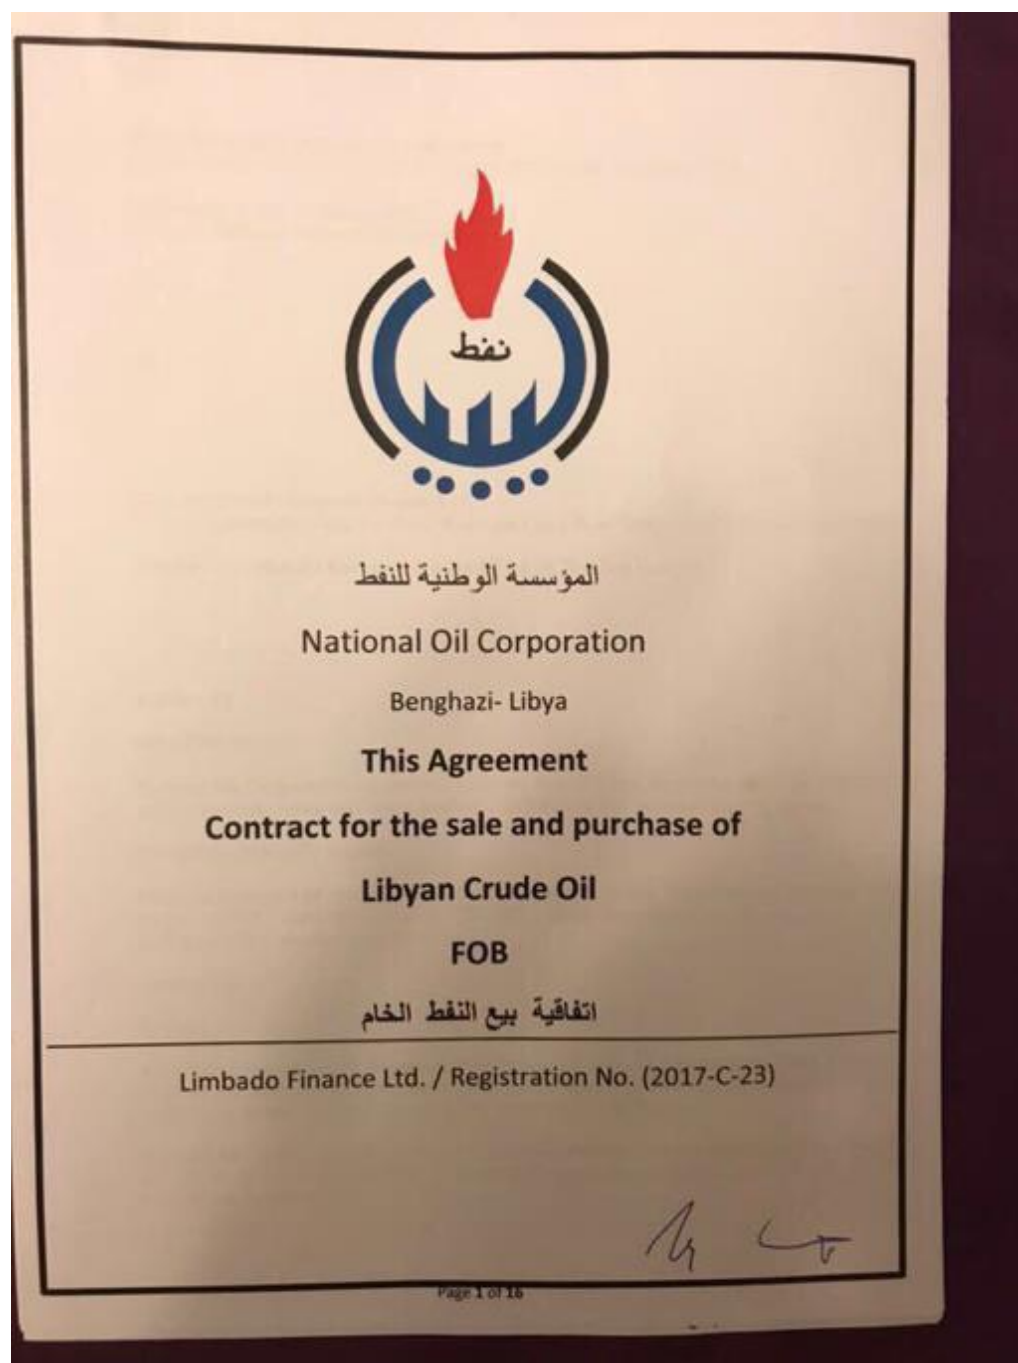 نفط
المؤسسة الوطنية للنفط
National Oil Corporation
Benghazi- Libya
This Agreement
Contract for the sale and purchase of
Libyan Crude Oil
FOB
اتفاقية بيع النفط الخام
Limbado Finance Ltd. / Registration No. (2017-C-23)
Page 1 of 16